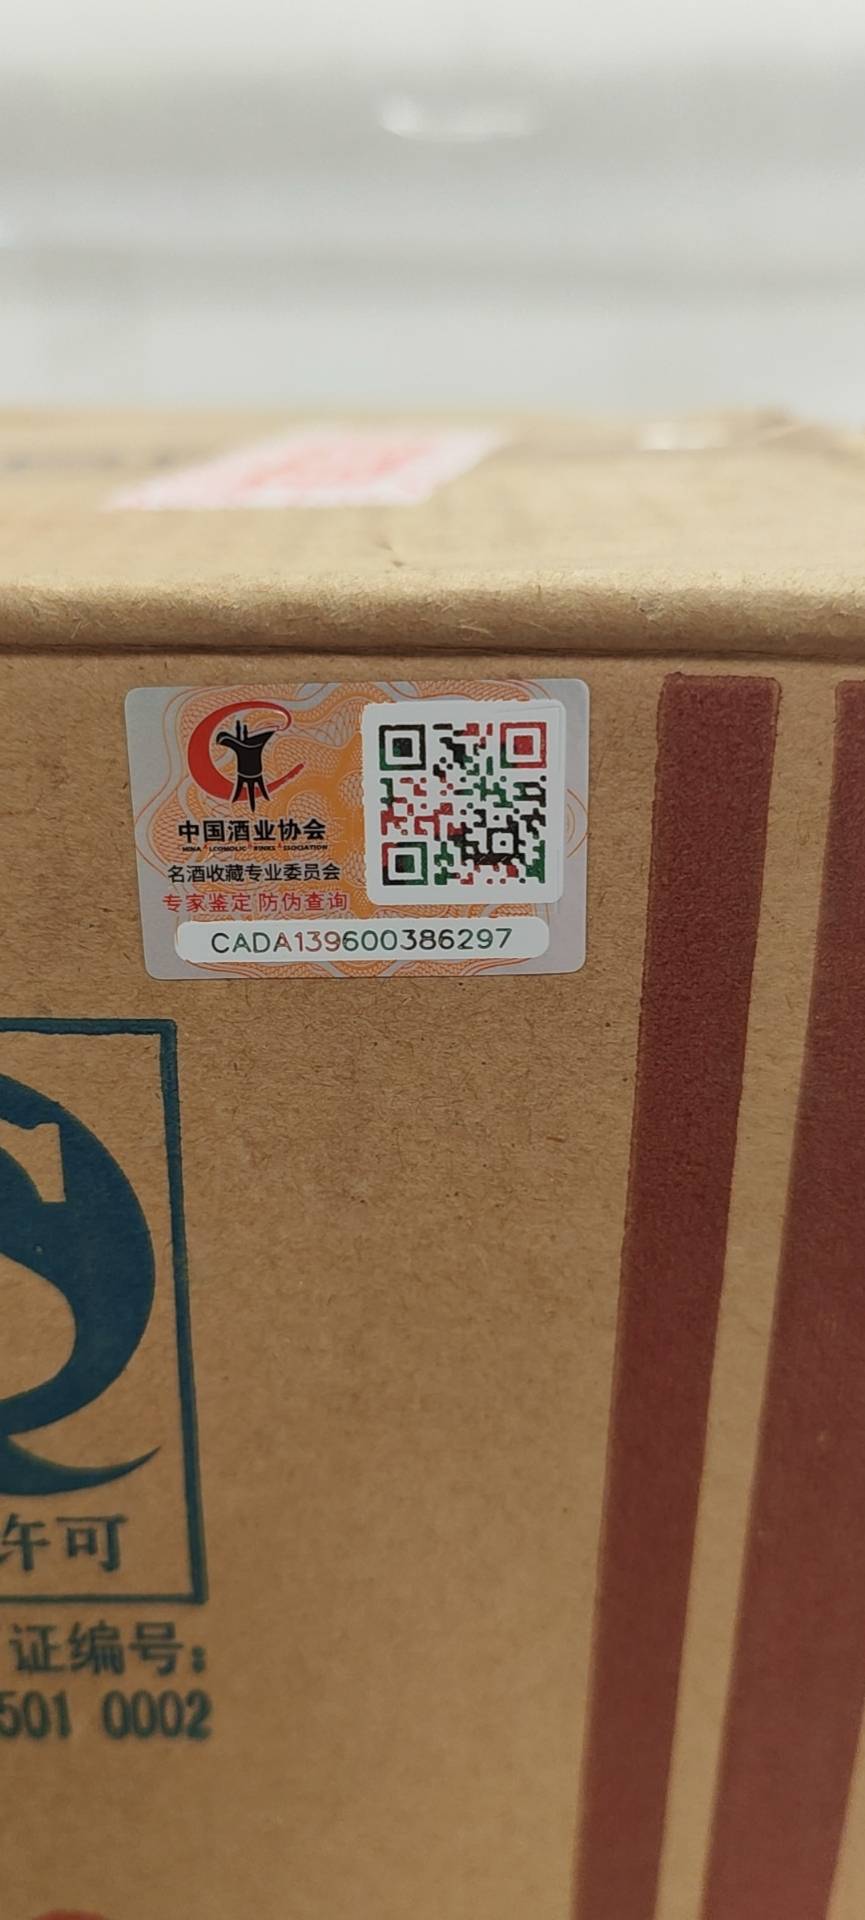 中国酒业协会
名酒收藏专业委员会
专家鉴定 防伪查询
CADA139600386297
许可
证编号:
501 0002